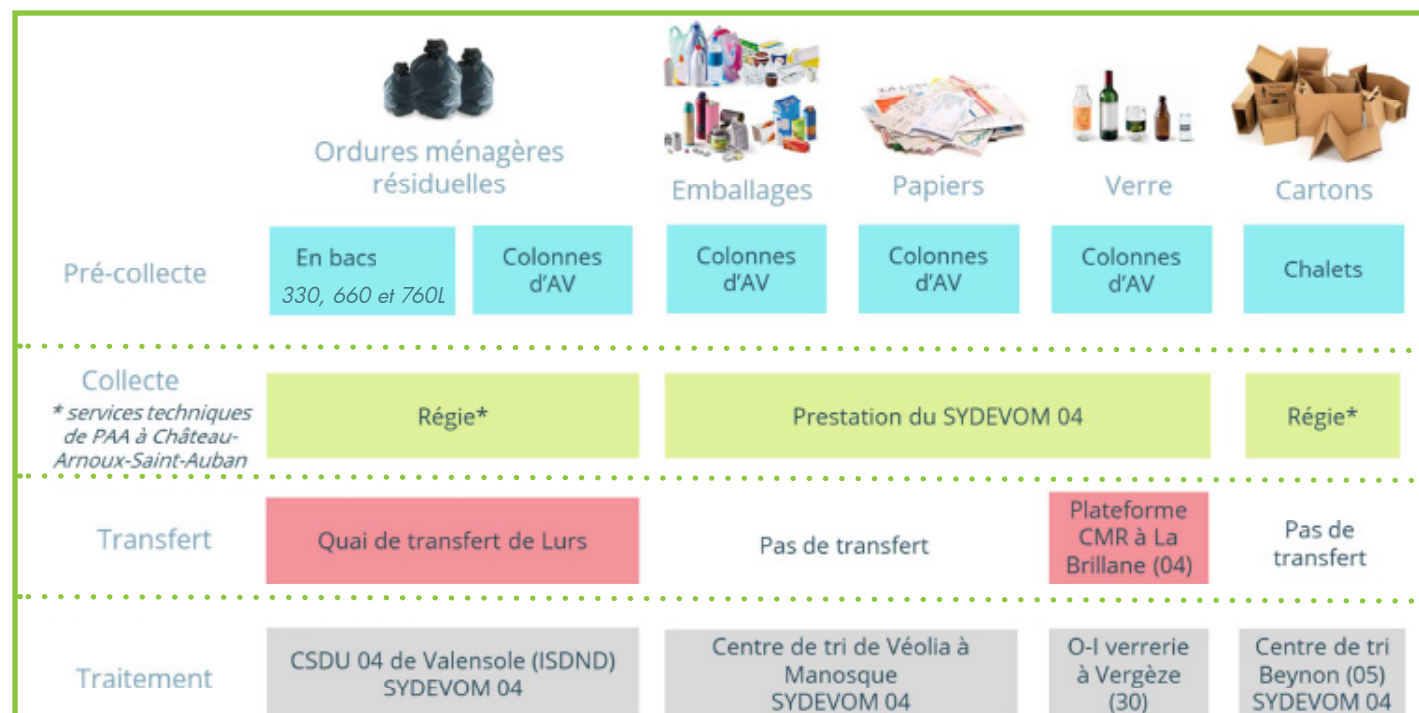 Ordures ménagères
résiduelles
Emballages
Papiers
Verre
Cartons
Pré-collecte
En bacs
330, 660 et 760L
Colonnes
d'AV
Colonnes
d'AV
Colonnes
d'AV
Colonnes
d'AV
Chalets
Collecte
* services techniques
de PAA à Château-
Arnoux-Saint-Auban
Régie*
Prestation du SYDEVOM 04
Régie*
Transfert
Quai de transfert de Lurs
Pas de transfert
Plateforme
CMR à La
Brillane (04)
Pas de
transfert
Traitement
CSDU 04 de Valensole (ISDND)
SYDEVOM 04
Centre de tri de Véolia à
Manosque
SYDEVOM 04
O-I verrerie
à Vergèze
(30)
Centre de tri
Beynon (05)
SYDEVOM 04